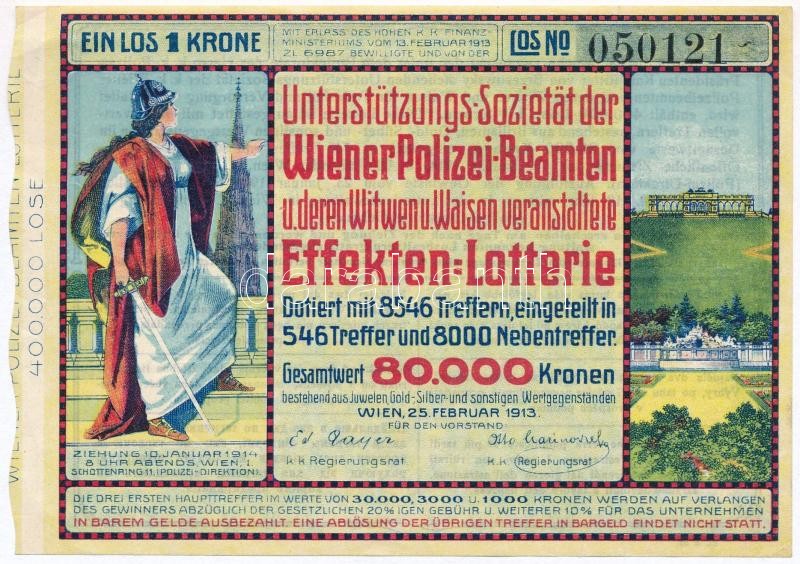 EIN LOS 1 KRONE
MIT ERLASS DES HOHEN K. K. FINANZ-
MINISTERIUMS VOM 13. FEBRUAR 1913
ZL 6987 BEWILLIGTE UND VON DER
LOS No 050121
Unterstützungs-Sozietät der
Wiener Polizei-Beamten
u. deren Witwen u. Waisen veranstaltete
Effekten-Lotterie
Dotiert mit 8546 Treffern, eingeteilt in
546 Treffer und 8000 Nebentreffer.
Gesamtwert 80.000 Kronen
bestehend aus Juwelen, Gold-, Silber- und sonstigen Wertgegenständen
WIEN, 25. FEBRUAR 1913.
FÜR DEN VORSTAND
k. k. Regierungsrat
k. k. Regierungsrat
ZIEHUNG 10. JANUAR 1914
8 UHR ABENDS, WIEN, I.
SCHOTTENRING 11, (POLIZEI-DIREKTION).
DIE DREI ERSTEN HAUPTTREFFER IM WERTE VON 30.000, 3000 U. 1000 KRONEN WERDEN AUF VERLANGEN
DES GEWINNERS ABZÜGLICH DER GESETZLICHEN 20%IGEN GEBÜHR U. WEITERER 10% FÜR DAS UNTERNEHMEN
IN BAREM GELDE AUSBEZAHLT. EINE ABLÖSUNG DER ÜBRIGEN TREFFER IN BARGELD FINDET NICHT STATT.
WIENER POLIZEI-BEAMTEN-LOTTERIE
400.000 LOSE
darabanth